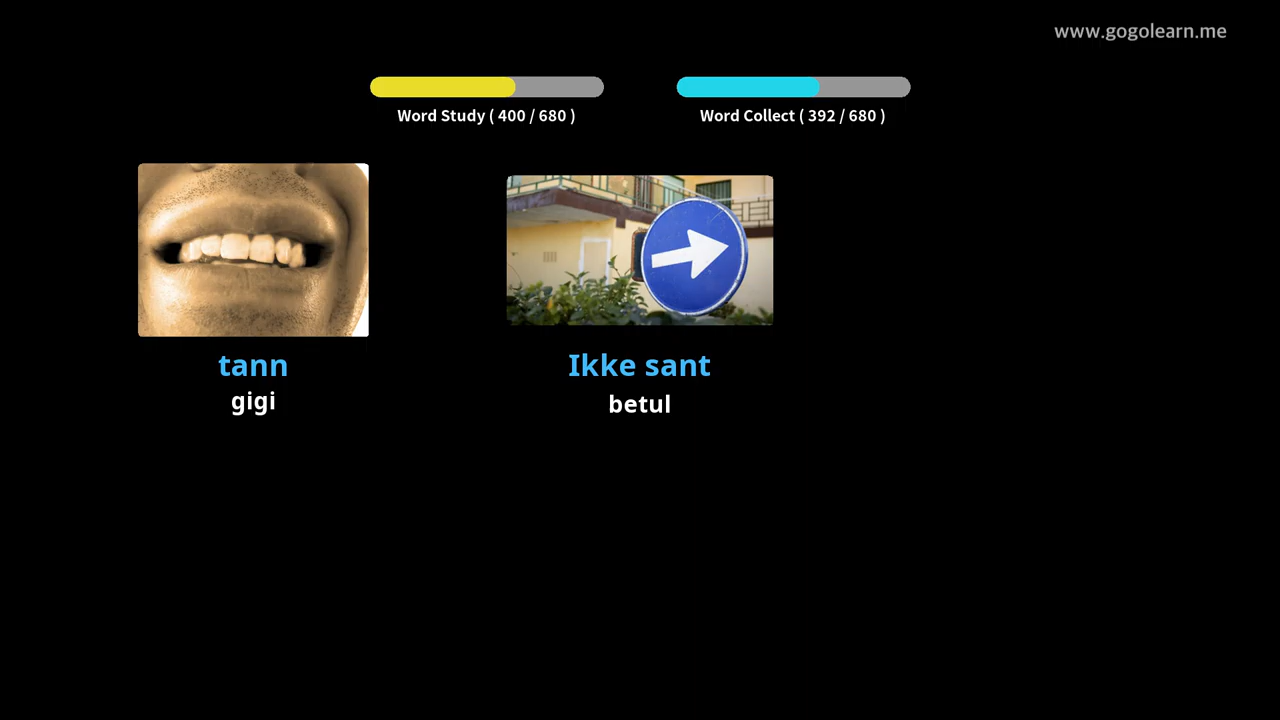 www.gogolearn.me
Word Study ( 400 / 680 )
Word Collect ( 392 / 680 )
tann
gigi
Ikke sant
betul